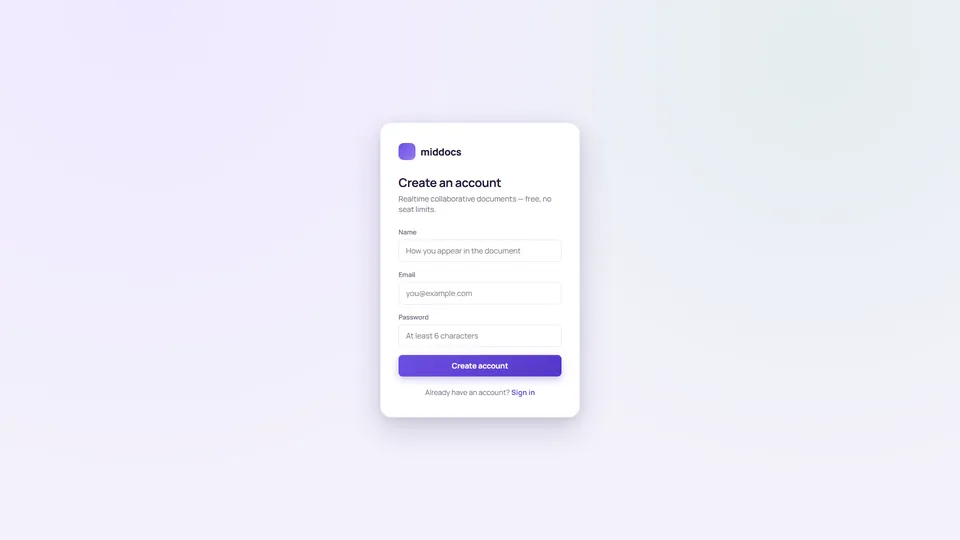 middocs
Create an account
Realtime collaborative documents — free, no
seat limits.
Name
How you appear in the document
Email
you@example.com
Password
At least 6 characters
Create account
Already have an account? Sign in